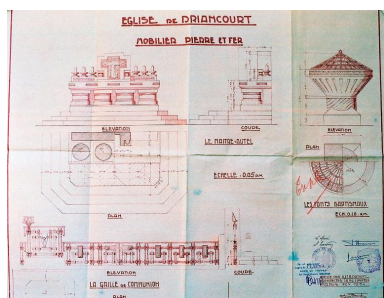 EGLISE DE DRIANCOURT
MOBILIER PIERRE ET FER
ELEVATION
COUPE
ELEVATION
LE MAITRE-AUTEL
PLAN
ECHELLE : 0.05 P.M.
LES FONTS BAPTISMAUX
ECH. 0.10 P.M.
PLAN
ELEVATION
COUPE
LA GRILLE DE COMMUNION
PLAN